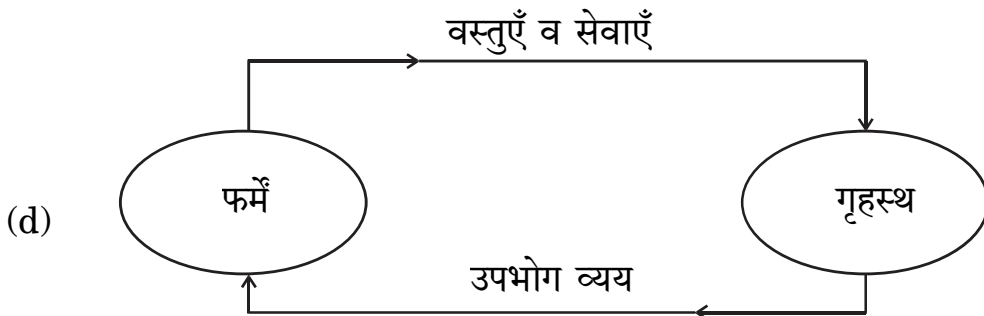 वस्तुएँ व सेवाएँ
(d) फर्में गृहस्थ
उपभोग व्यय